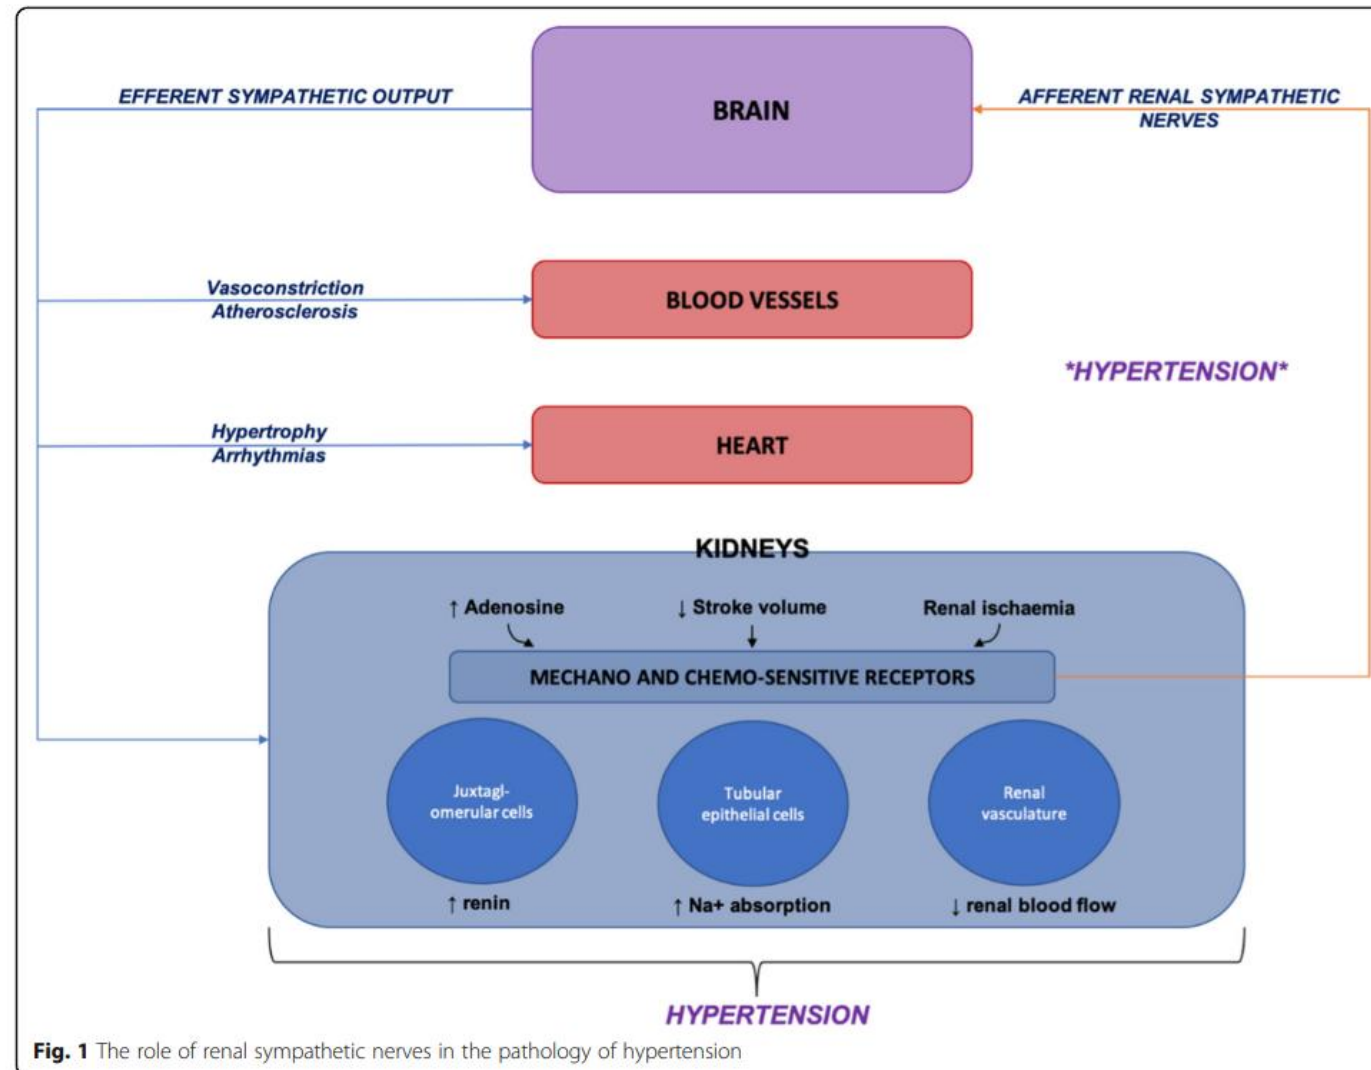 BRAIN
EFFERENT SYMPATHETIC OUTPUT
AFFERENT RENAL SYMPATHETIC
NERVES
Vasoconstriction
Atherosclerosis
BLOOD VESSELS
*HYPERTENSION*
Hypertrophy
Arrhythmias
HEART
KIDNEYS
↑ Adenosine
↓ Stroke volume
Renal ischaemia
MECHANO AND CHEMO-SENSITIVE RECEPTORS
Juxtagl-
omerular cells
Tubular
epithelial cells
Renal
vasculature
↑ renin
↑ Na+ absorption
↓ renal blood flow
HYPERTENSION
Fig. 1 The role of renal sympathetic nerves in the pathology of hypertension